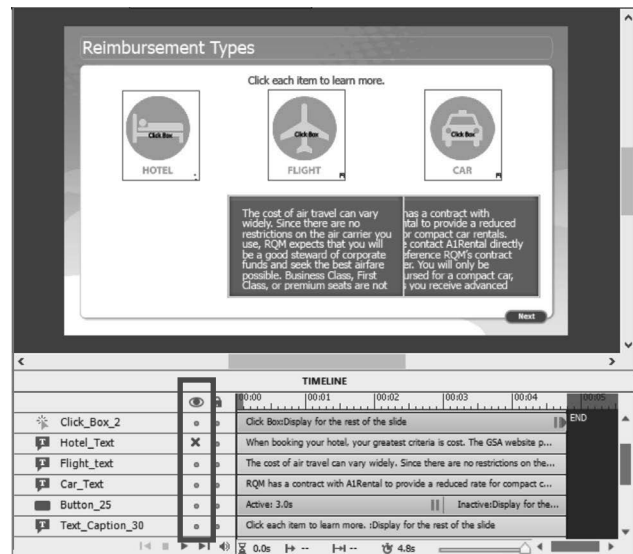 Reimbursement Types
Click each item to learn more.
Click Box
Click Box
Click Box
HOTEL
FLIGHT
CAR
The cost of air travel can vary
widely. Since there are no
restrictions on the air carrier you
use, RQM expects that you will
be a good steward of corporate
funds and seek the best airfare
possible. Business Class, First
Class, or premium seats are not
has a contract with
ntal to provide a reduced
or compact car rentals.
contact A1Rental directly
eference RQM's contract
er. You will only be
ursed for a compact car,
you receive advanced
Next
TIMELINE
00:00 00:01 00:02 00:03 00:04 00:05
Click_Box_2 Click Box:Display for the rest of the slide END
Hotel_Text When booking your hotel, your greatest criteria is cost. The GSA website p...
Flight_text The cost of air travel can vary widely. Since there are no restrictions on the...
Car_Text RQM has a contract with A1Rental to provide a reduced rate for compact c...
Button_25 Active: 3.0s Inactive:Display for the...
Text_Caption_30 Click each item to learn more. :Display for the rest of the slide
0.0s -- -- 4.8s